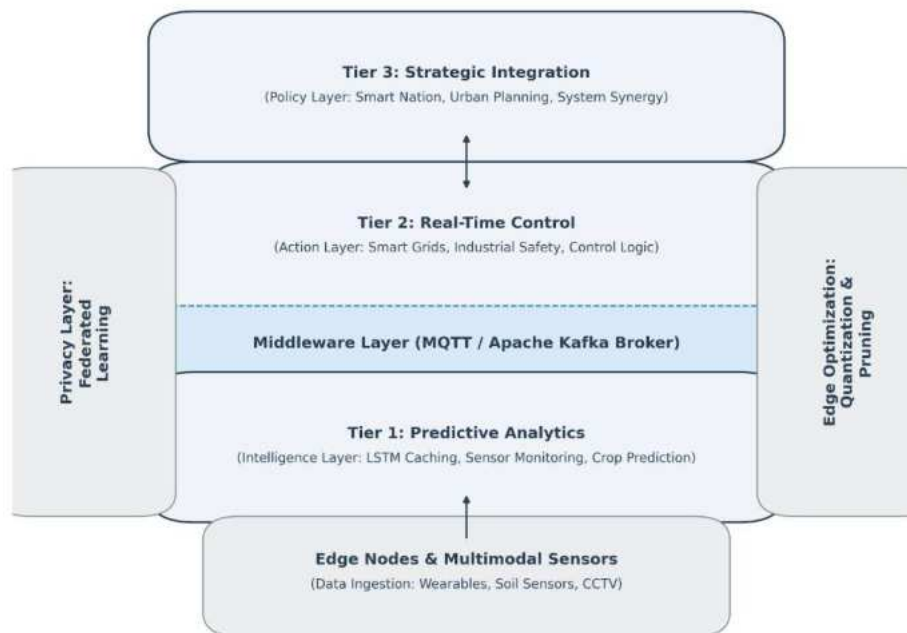 Tier 3: Strategic Integration
(Policy Layer: Smart Nation, Urban Planning, System Synergy)
Tier 2: Real-Time Control
(Action Layer: Smart Grids, Industrial Safety, Control Logic)
Privacy Layer:
Federated
Learning
Middleware Layer (MQTT / Apache Kafka Broker)
Edge Optimization:
Quantization &
Pruning
Tier 1: Predictive Analytics
(Intelligence Layer: LSTM Caching, Sensor Monitoring, Crop Prediction)
Edge Nodes & Multimodal Sensors
(Data Ingestion: Wearables, Soil Sensors, CCTV)